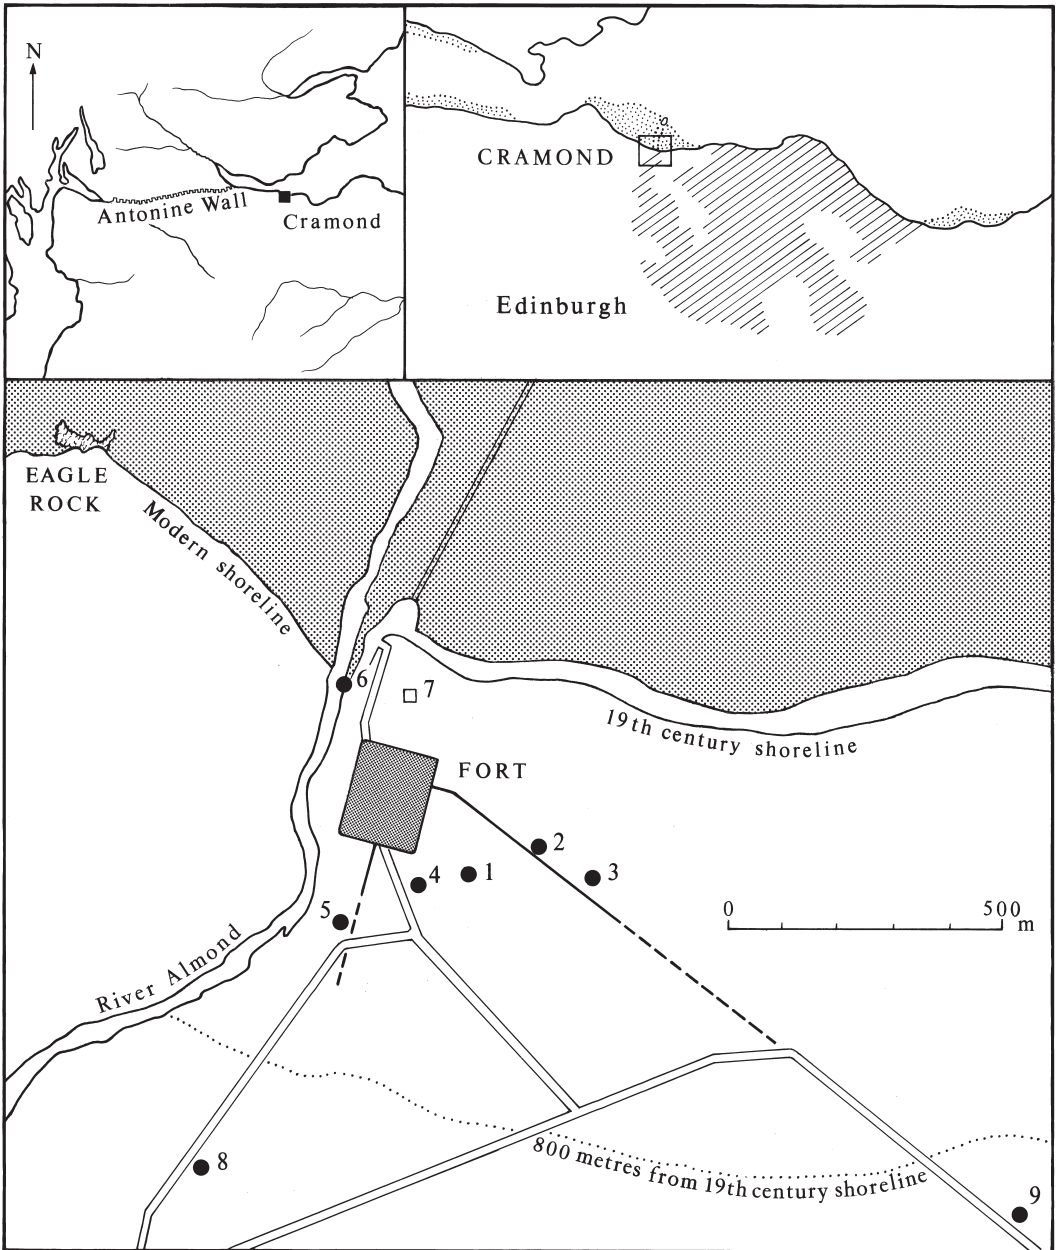 N
Antonine Wall
Cramond
CRAMOND
Edinburgh
EAGLE
ROCK
Modern shoreline
6
7
19th century shoreline
FORT
2
4
1
3
5
0
500
m
River Almond
8
800 metres from 19th century shoreline
9